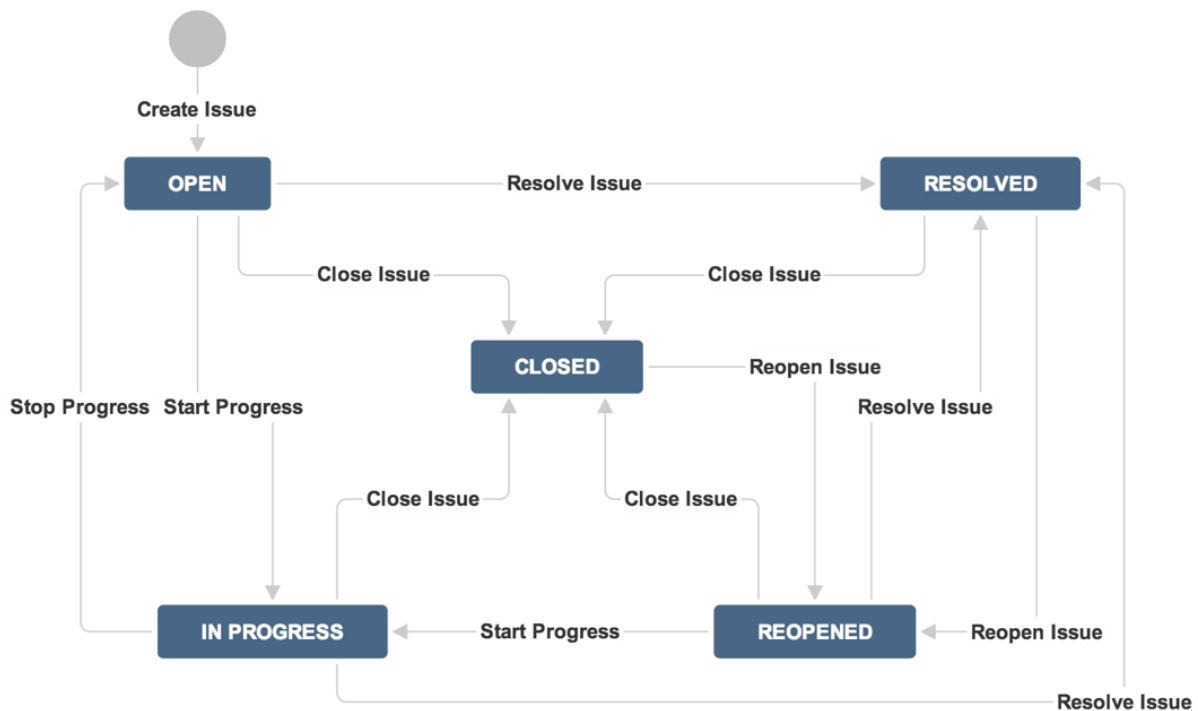 Create Issue
OPEN
Resolve Issue
RESOLVED
Close Issue
Close Issue
CLOSED
Reopen Issue
Stop Progress
Start Progress
Resolve Issue
Close Issue
Close Issue
IN PROGRESS
Start Progress
REOPENED
Reopen Issue
Resolve Issue